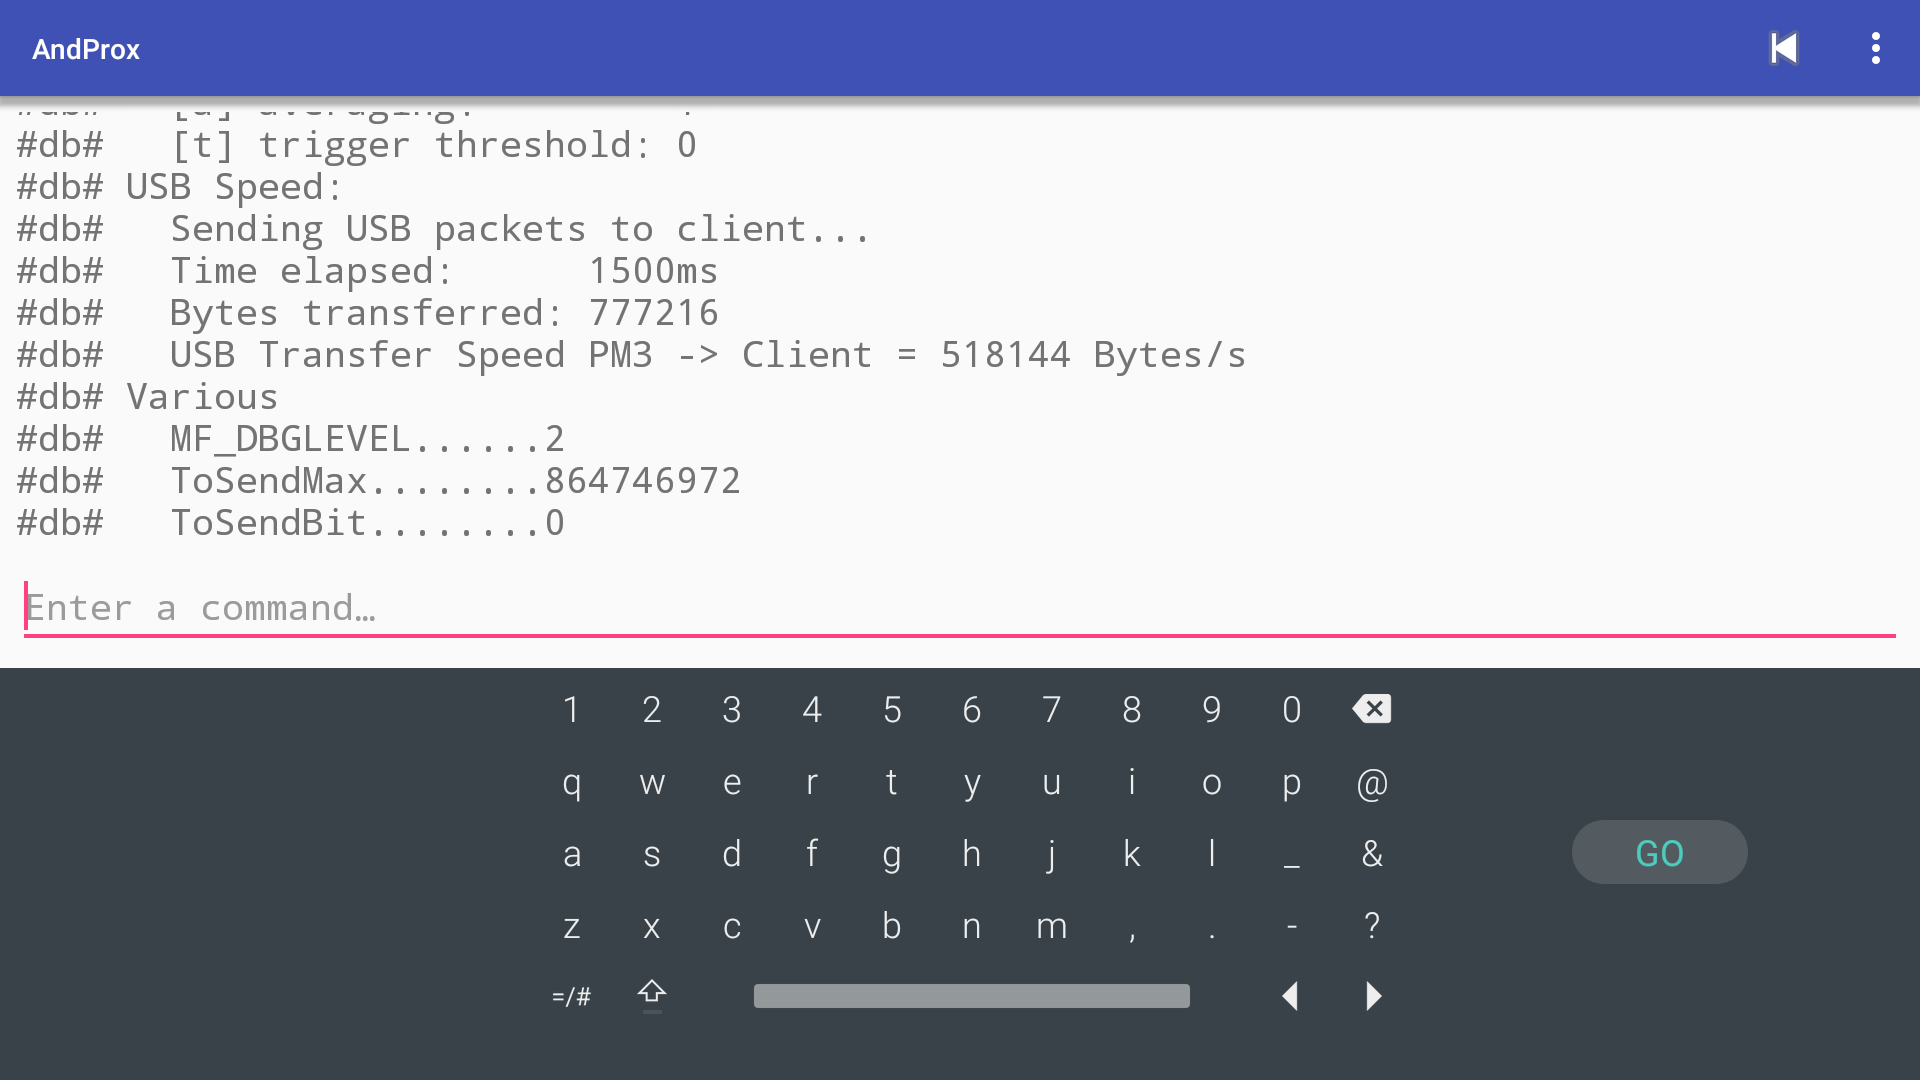 AndProx
#db#   [a] averaging:
#db#   [t] trigger threshold: 0
#db# USB Speed:
#db#   Sending USB packets to client...
#db#   Time elapsed:      1500ms
#db#   Bytes transferred: 777216
#db#   USB Transfer Speed PM3 -> Client = 518144 Bytes/s
#db# Various
#db#   MF_DBGLEVEL......2
#db#   ToSendMax........864746972
#db#   ToSendBit........0
Enter a command…
1 2 3 4 5 6 7 8 9 0
q w e r t y u i o p @
a s d f g h j k l _ &
GO
z x c v b n m , . - ?
=/#